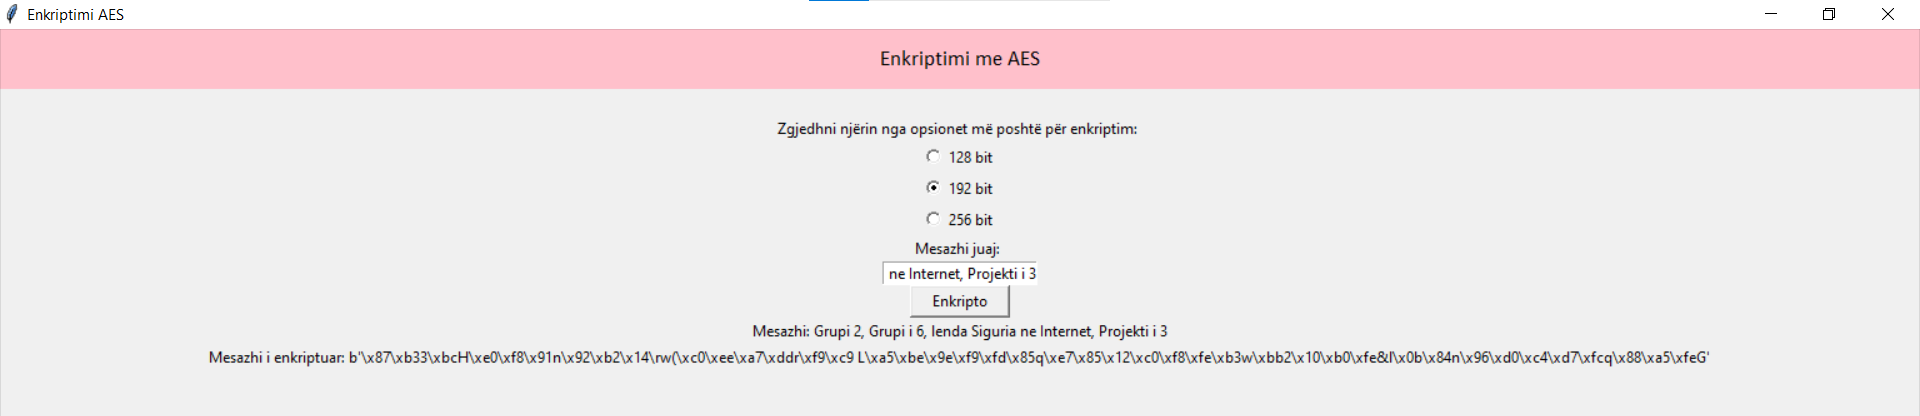 Enkriptimi AES
Enkriptimi me AES
Zgjedhni njërin nga opsionet më poshtë për enkriptim:
128 bit
192 bit
256 bit
Mesazhi juaj:
ne Internet, Projekti i 3
Enkripto
Mesazhi: Grupi 2, Grupi i 6, lenda Siguria ne Internet, Projekti i 3
Mesazhi i enkriptuar: b'\x87\xb33\xbcH\xe0\xf8\x91n\x92\xb2\x14\rw(\xc0\xee\xa7\xddr\xf9\xc9 L\xa5\xbe\x9e\xf9\xfd\x85q\xe7\x85\x12\xc0\xf8\xfe\xb3w\xbb2\x10\xb0\xfe&l\x0b\x84n\x96\xd0\xc4\xd7\xfcq\x88\xa5\xfeG'